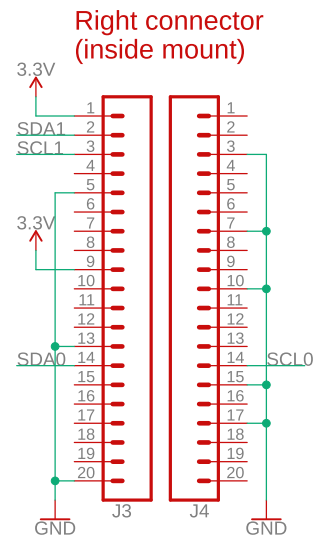 Right connector
(inside mount)
3.3V
1 1
SDA1 2 2
SCL1 3 3
4 4
5 5
6 6
3.3V 7 7
8 8
9 9
10 10
11 11
12 12
13 13
SDA0 14 14 SCL0
15 15
16 16
17 17
18 18
19 19
20 20
J3 J4
GND GND